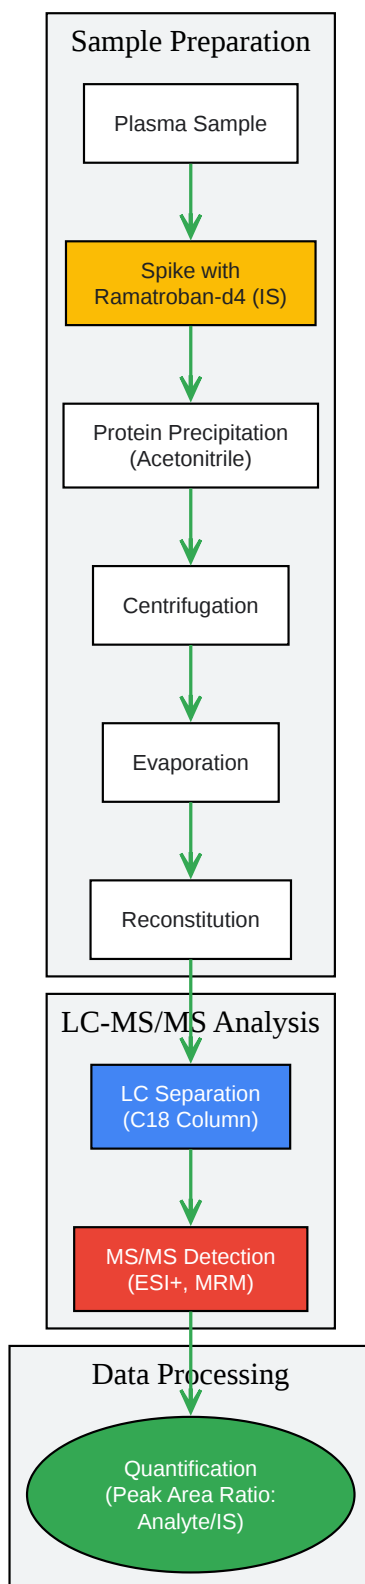 Sample Preparation
Plasma Sample
Spike with
Ramatroban-d4 (IS)
Protein Precipitation
(Acetonitrile)
Centrifugation
Evaporation
Reconstitution
LC-MS/MS Analysis
LC Separation
(C18 Column)
MS/MS Detection
(ESI+, MRM)
Data Processing
Quantification
(Peak Area Ratio:
Analyte/IS)